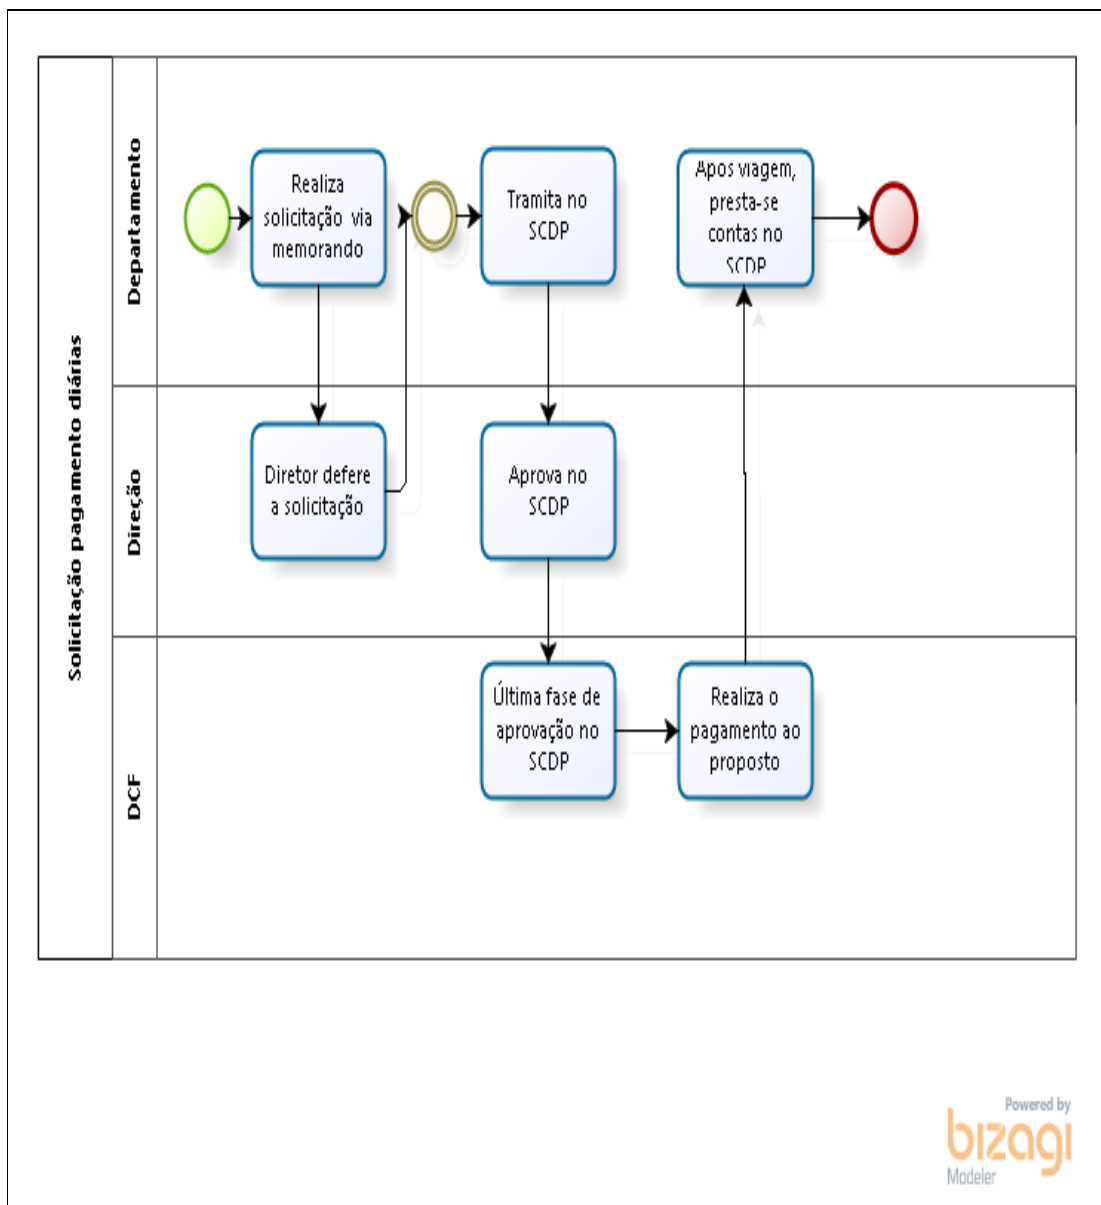 Solicitação pagamento diárias
Departamento
Realiza
solicitação via
memorando
Tramita no
SCDP
Apos viagem,
presta-se
contas no
SCDP
Direção
Diretor defere
a solicitação
Aprova no
SCDP
DCF
Última fase de
aprovação no
SCDP
Realiza o
pagamento ao
proposto
Powered by
bizagi
Modeler